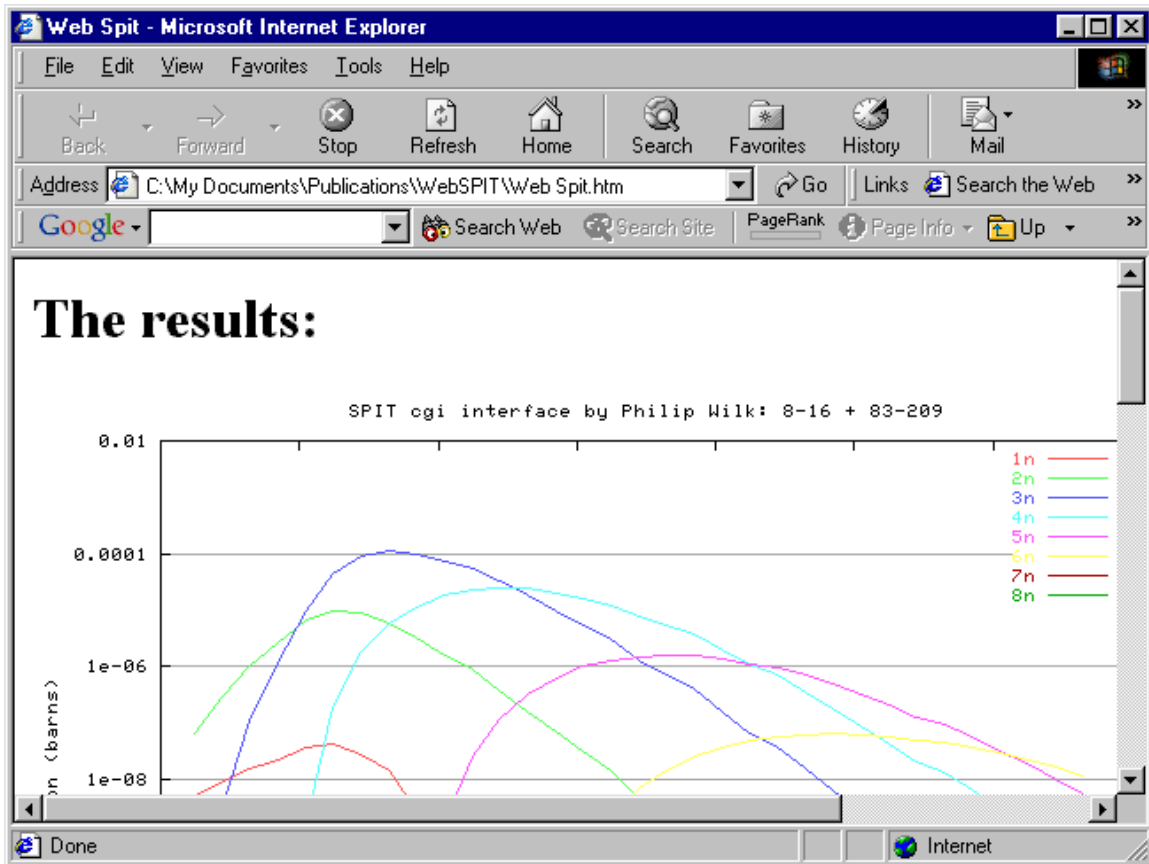 Web Spit - Microsoft Internet Explorer
File Edit View Favorites Tools Help
Back Forward Stop Refresh Home Search Favorites History Mail »
Address C:\My Documents\Publications\WebSPIT\Web Spit.htm Go Links Search the Web »
Google Search Web Search Site PageRank Page Info Up »
The results:
SPIT cgi interface by Philip Wilk: 8-16 + 83-209
0.01
1n
2n
3n
4n
5n
6n
7n
8n
0.0001
1e-06
1e-08
(barns)
Done Internet